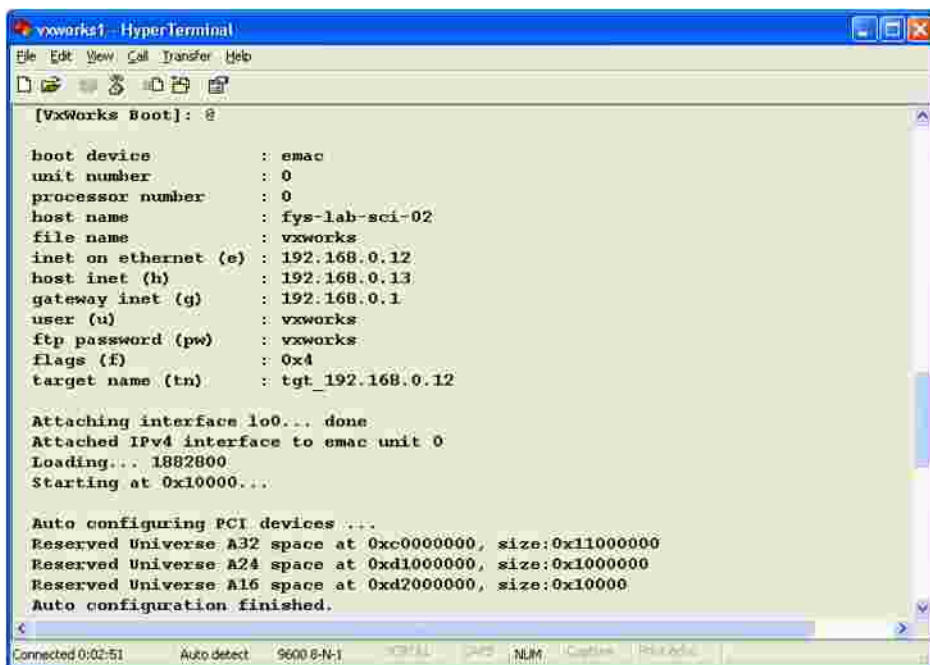 vxworks1 - HyperTerminal
File Edit View Call Transfer Help
[VxWorks Boot]: @
boot device : emac
unit number : 0
processor number : 0
host name : fys-lab-sci-02
file name : vxworks
inet on ethernet (e) : 192.168.0.12
host inet (h) : 192.168.0.13
gateway inet (g) : 192.168.0.1
user (u) : vxworks
ftp password (pw) : vxworks
flags (f) : 0x4
target name (tn) : tgt_192.168.0.12
Attaching interface lo0... done
Attached IPv4 interface to emac unit 0
Loading... 1882800
Starting at 0x10000...
Auto configuring PCI devices ...
Reserved Universe A32 space at 0xc0000000, size:0x11000000
Reserved Universe A24 space at 0xd1000000, size:0x1000000
Reserved Universe A16 space at 0xd2000000, size:0x10000
Auto configuration finished.
Connected 0:02:51 Auto detect 9600 8-N-1 SCROLL CAPS NUM Capture Print echo